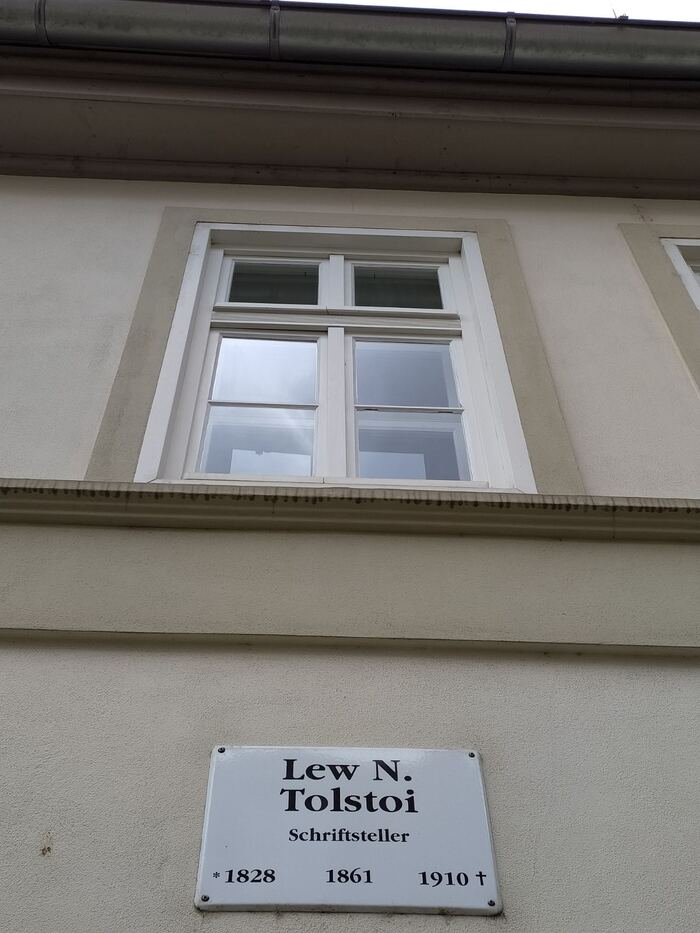 Lew N.
Tolstoi
Schriftsteller
* 1828 1861 1910 †